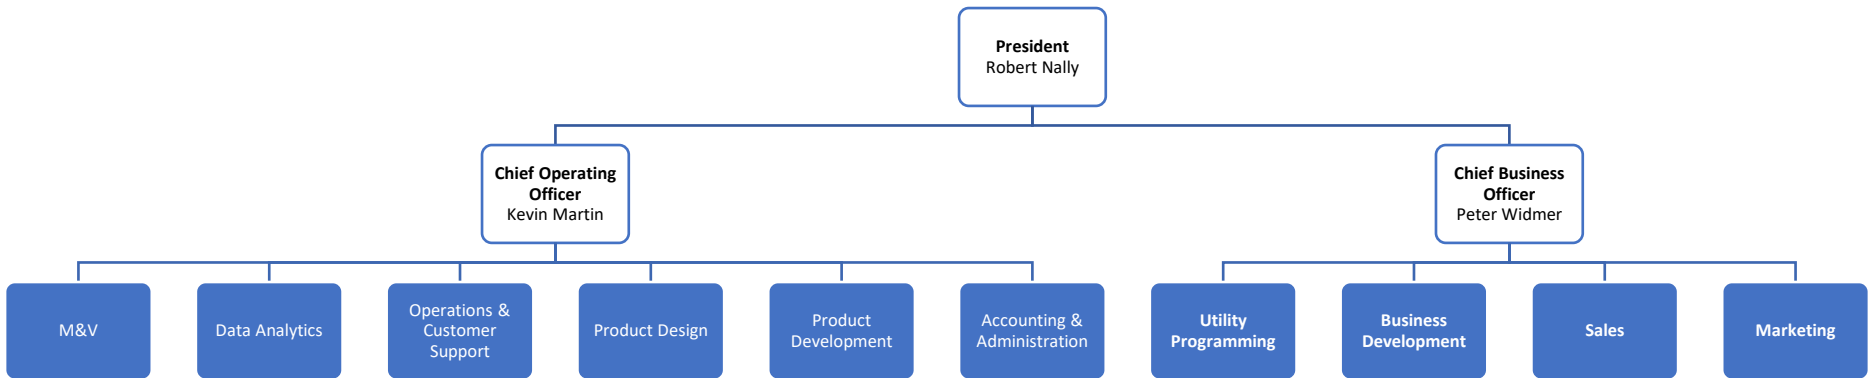 President
Robert Nally
Chief Operating
Officer
Kevin Martin
Chief Business
Officer
Peter Widmer
M&V
Data Analytics
Operations &
Customer
Support
Product Design
Product
Development
Accounting &
Administration
Utility
Programming
Business
Development
Sales
Marketing